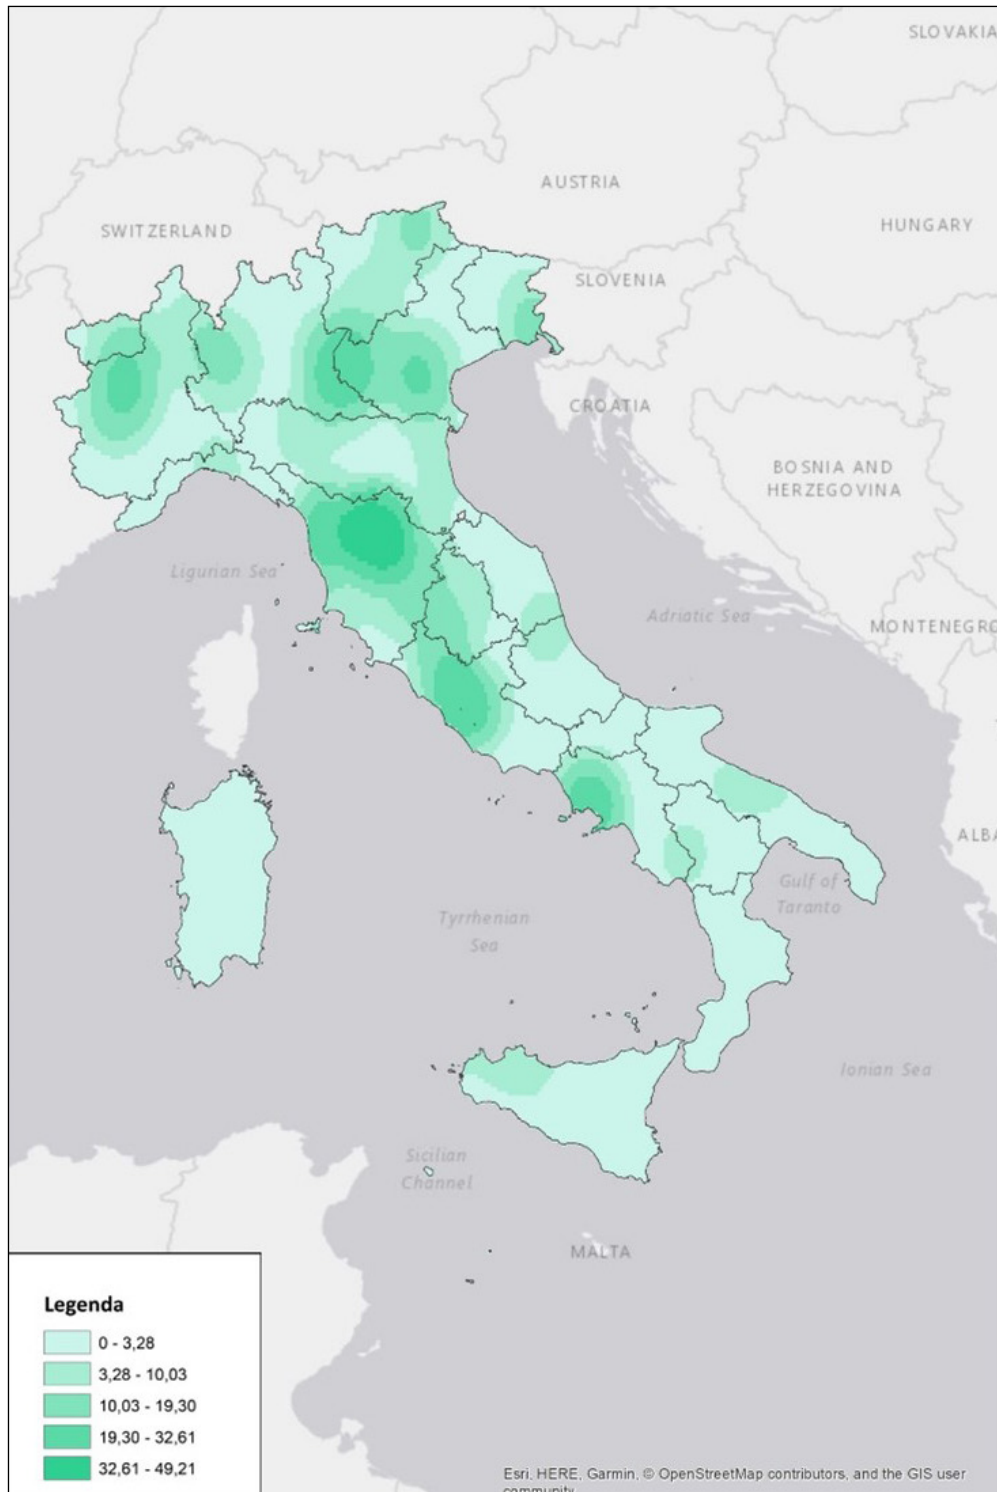 SLOVAKIA
AUSTRIA
SWITZERLAND
HUNGARY
SLOVENIA
CROATIA
BOSNIA AND
HERZEGOVINA
Ligurian Sea
Adriatic Sea
MONTENEGRO
ALBA
Gulf of
Taranto
Tyrrhenian
Sea
Ionian Sea
Sicilian
Channel
MALTA
Legenda
0 - 3,28
3,28 - 10,03
10,03 - 19,30
19,30 - 32,61
32,61 - 49,21
Esri, HERE, Garmin, © OpenStreetMap contributors, and the GIS user
community